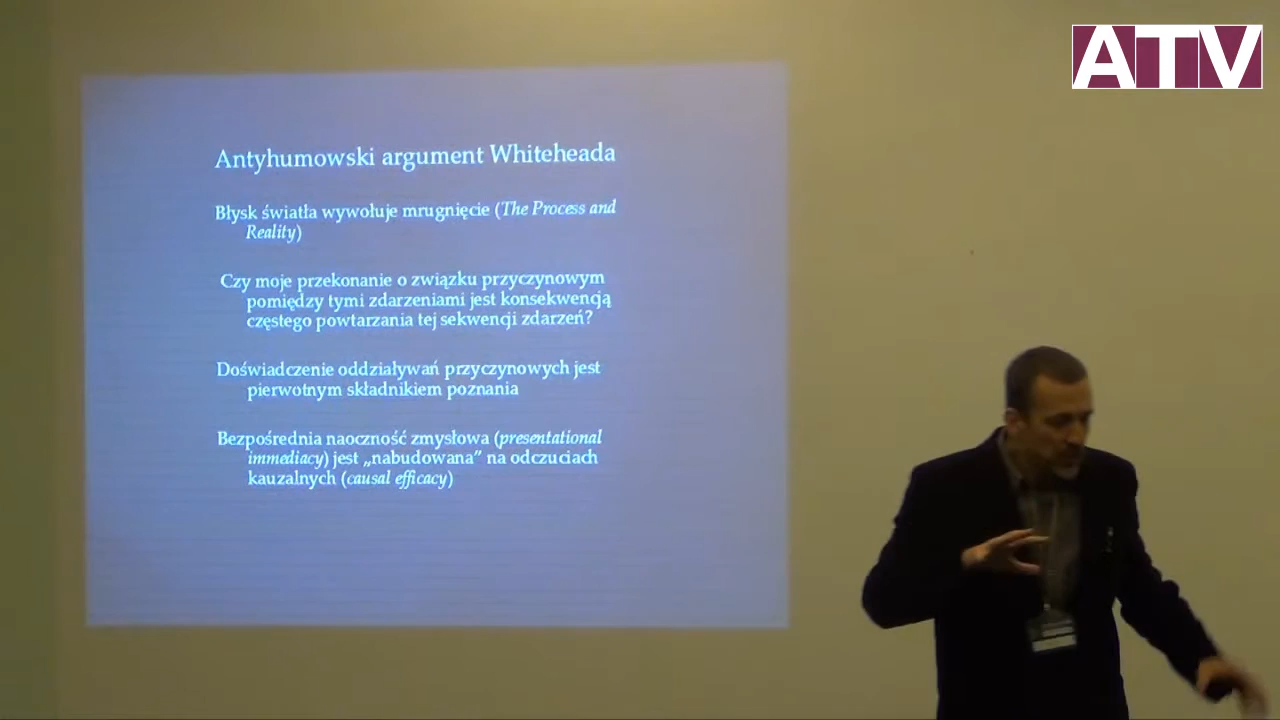 ATV
Antyhumowski argument Whiteheada
Błysk światła wywołuje mrugnięcie (The Process and
Reality)
Czy moje przekonanie o związku przyczynowym
pomiędzy tymi zdarzeniami jest konsekwencją
częstego powtarzania tej sekwencji zdarzeń?
Doświadczenie oddziaływań przyczynowych jest
pierwotnym składnikiem poznania
Bezpośrednia naoczność zmysłowa (presentational
immediacy) jest „nabudowana” na odczuciach
kauzalnych (causal efficacy)